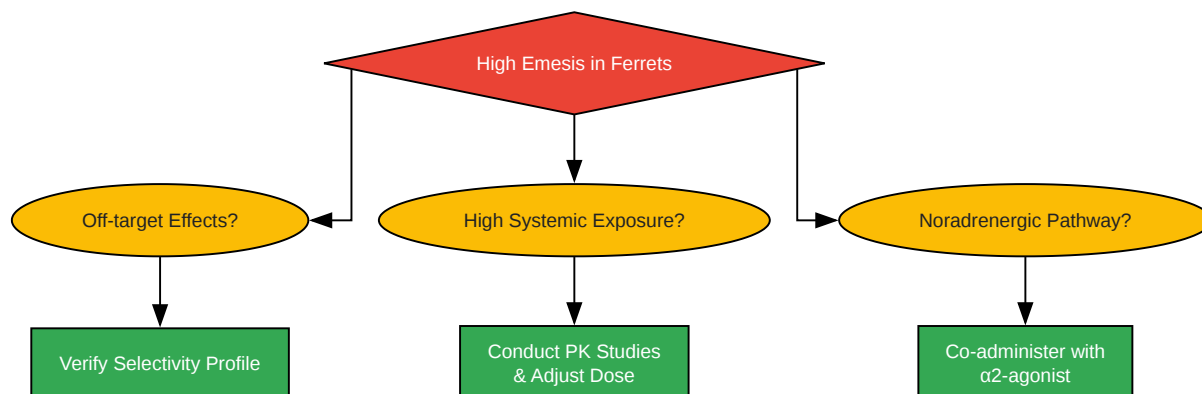 High Emesis in Ferrets
Off-target Effects?
High Systemic Exposure?
Noradrenergic Pathway?
Verify Selectivity Profile
Conduct PK Studies
& Adjust Dose
Co-administer with
α2-agonist